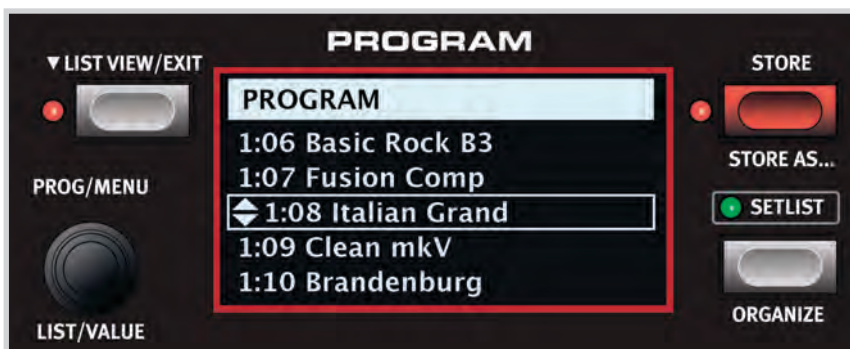 PROGRAM
▼ LIST VIEW/EXIT
STORE
PROGRAM
1:06 Basic Rock B3
1:07 Fusion Comp
1:08 Italian Grand
1:09 Clean mkV
1:10 Brandenburg
PROG/MENU
STORE AS...
SETLIST
ORGANIZE
LIST/VALUE